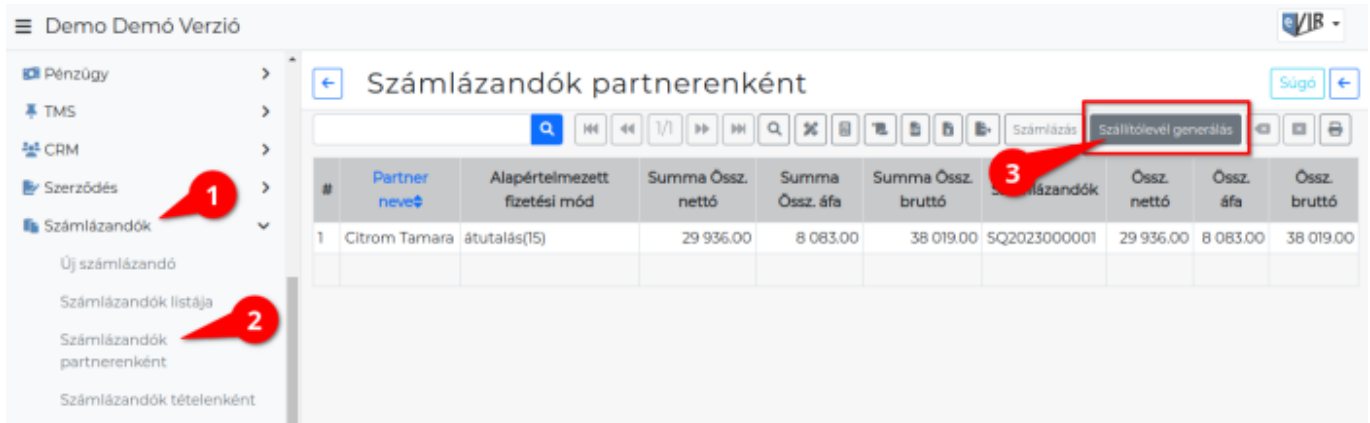 Demo Demó Verzió
eVIR
Pénzügy
TMS
CRM
Szerződés
1
Számlázandók
Új számlázandó
Számlázandók listája
2
Számlázandók
partnerenként
Számlázandók tételenként
Számlázandók partnerenként
Súgó
1/1
Számlázás
Szállítólevél generálás
3
# Partner neve Alapértelmezett fizetési mód Summa Össz. nettó Summa Össz. áfa Summa Össz. bruttó Össz. nettó Össz. áfa Össz. bruttó
1 Citrom Tamara átutalás(15) 29 936.00 8 083.00 38 019.00 SQ2023000001 29 936.00 8 083.00 38 019.00